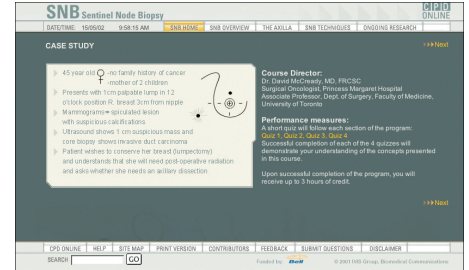 SNB Sentinel Node Biopsy
CPD ONLINE
DATE/TIME 15/05/02 9:58:15 AM SNB HOME SNB OVERVIEW THE AXILLA SNB TECHNIQUES ONGOING RESEARCH
CASE STUDY
Next
45 year old ♀ -no family history of cancer
-mother of 2 children
Presents with 1cm palpable lump in 12
o'clock position R, breast 3cm from nipple
Mammograms= spiculated lesion
with suspicious calcifications
Ultrasound shows 1 cm suspicious mass and
core biopsy shows invasive duct carcinoma
Patient wishes to conserve her breast (lumpectomy)
and understands that she will need post-operative radiation
and asks whether she needs an axillary dissection
Course Director:
Dr. David McCready, MD, FRCSC
Surgical Oncologist, Princess Margaret Hospital
Associate Professor, Dept. of Surgery, Faculty of Medicine,
University of Toronto
Performance measures:
A short quiz will follow each section of the program:
Quiz 1, Quiz 2, Quiz 3, Quiz 4
Successful completion of each of the 4 quizzes will
demonstrate your understanding of the concepts presented
in this course.
Upon successful completion of the program, you will
receive up to 3 hours of credit.
Next
CPD ONLINE HELP SITE MAP PRINT VERSION CONTRIBUTORS FEEDBACK SUBMIT QUESTIONS DISCLAIMER
SEARCH GO Funded by: Bell © 2001 Group, Biomedical Communications